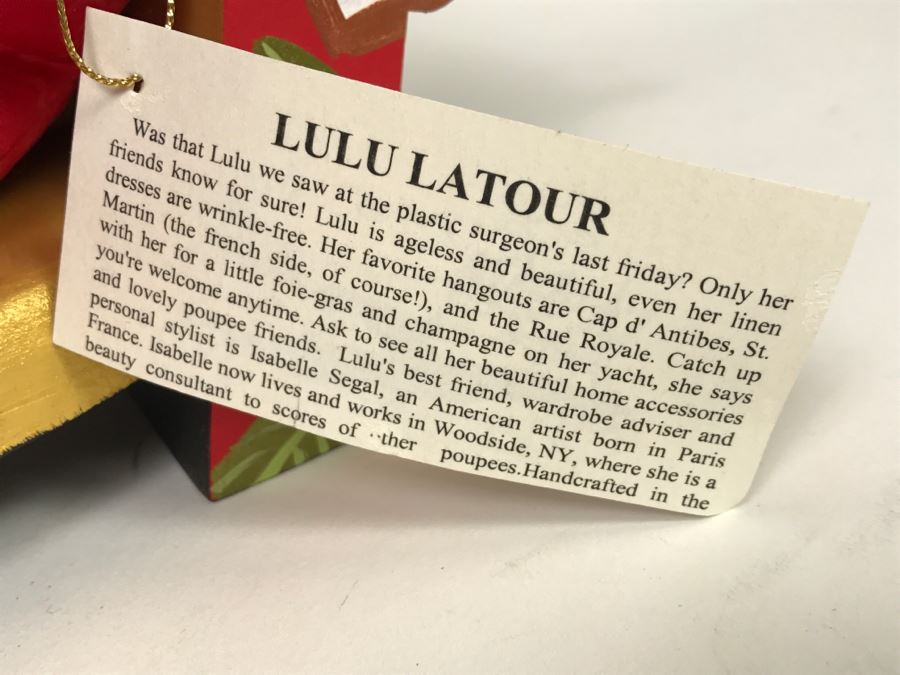 LULU LATOUR
Was that Lulu we saw at the plastic surgeon's last friday? Only her
friends know for sure! Lulu is ageless and beautiful, even her linen
dresses are wrinkle-free. Her favorite hangouts are Cap d' Antibes, St.
Martin (the french side, of course!), and the Rue Royale. Catch up
with her for a little foie-gras and champagne on her yacht, she says
you're welcome anytime. Ask to see all her beautiful home accessories
and lovely poupee friends. Lulu's best friend, wardrobe adviser and
personal stylist is Isabelle Segal, an American artist born in Paris
France. Isabelle now lives and works in Woodside, NY, where she is a
beauty consultant to scores of ther poupees.Handcrafted in the